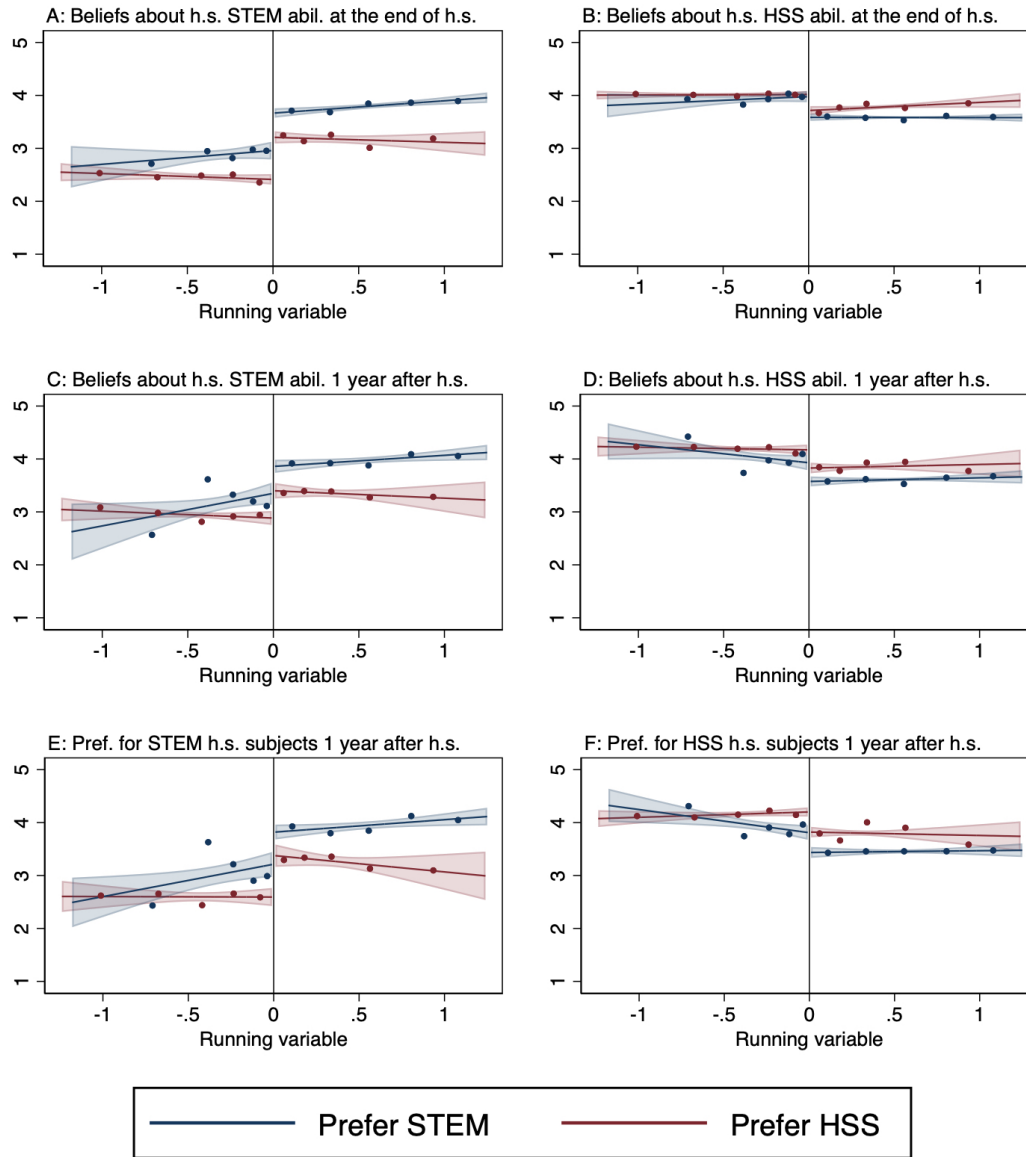 A: Beliefs about h.s. STEM abil. at the end of h.s.
5
4
3
2
1
-1 -.5 0 .5 1
Running variable
B: Beliefs about h.s. HSS abil. at the end of h.s.
5
4
3
2
1
-1 -.5 0 .5 1
Running variable
C: Beliefs about h.s. STEM abil. 1 year after h.s.
5
4
3
2
1
-1 -.5 0 .5 1
Running variable
D: Beliefs about h.s. HSS abil. 1 year after h.s.
5
4
3
2
1
-1 -.5 0 .5 1
Running variable
E: Pref. for STEM h.s. subjects 1 year after h.s.
5
4
3
2
1
-1 -.5 0 .5 1
Running variable
F: Pref. for HSS h.s. subjects 1 year after h.s.
5
4
3
2
1
-1 -.5 0 .5 1
Running variable
Prefer STEM Prefer HSS